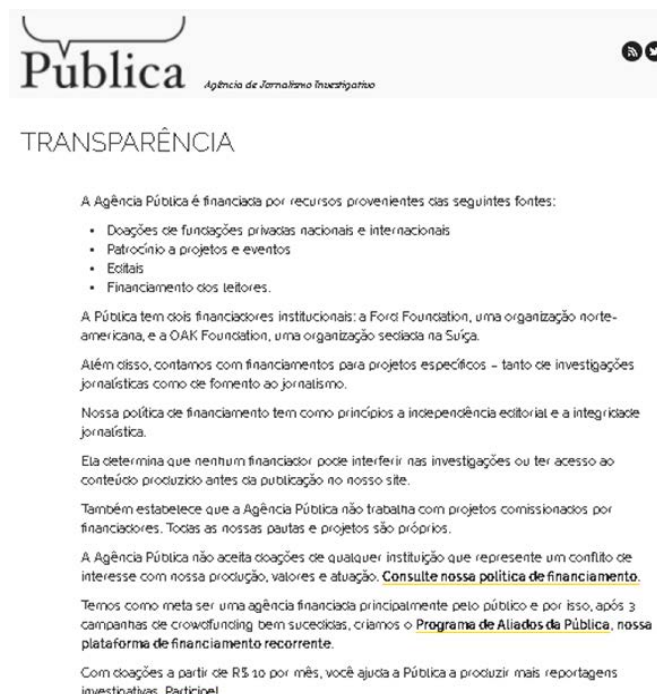 Pública
Agência de Jornalismo Investigativo
TRANSPARÊNCIA
A Agência Pública é financiada por recursos provenientes das seguintes fontes:
• Doações de fundações privadas nacionais e internacionais
• Patrocínio a projetos e eventos
• Editais
• Financiamento dos leitores.
A Pública tem dois financiadores institucionais: a Ford Foundation, uma organização norte-
americana, e a OAK Foundation, uma organização sediada na Suíça.
Além disso, contamos com financiamentos para projetos específicos – tanto de investigações
jornalísticas como de fomento ao jornalismo.
Nossa política de financiamento tem como princípios a independência editorial e a integridade
jornalística.
Ela determina que nenhum financiador pode interferir nas investigações ou ter acesso ao
conteúdo produzido antes da publicação no nosso site.
Também estabelece que a Agência Pública não trabalha com projetos comissionados por
financiadores. Todas as nossas pautas e projetos são próprios.
A Agência Pública não aceita doações de qualquer instituição que represente um conflito de
interesse com nossa produção, valores e atuação. Consulte nossa política de financiamento.
Temos como meta ser uma agência financiada principalmente pelo público e por isso, após 3
campanhas de crowdfunding bem sucedidas, criamos o Programa de Aliados da Pública, nossa
plataforma de financiamento recorrente.
Com doações a partir de R$ 10 por mês, você ajuda a Pública a produzir mais reportagens
investigativas. Participe!